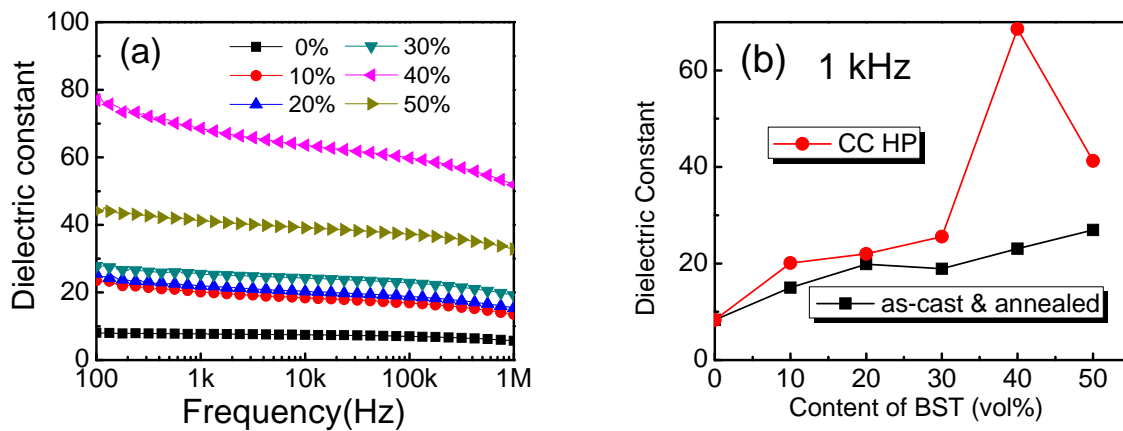 (a)
0%
10%
20%
30%
40%
50%
100
80
60
40
20
0
Dielectric constant
100 1k 10k 100k 1M
Frequency(Hz)
(b) 1 kHz
CC HP
as-cast & annealed
60
40
20
0
Dielectric Constant
0 10 20 30 40 50
Content of BST (vol%)